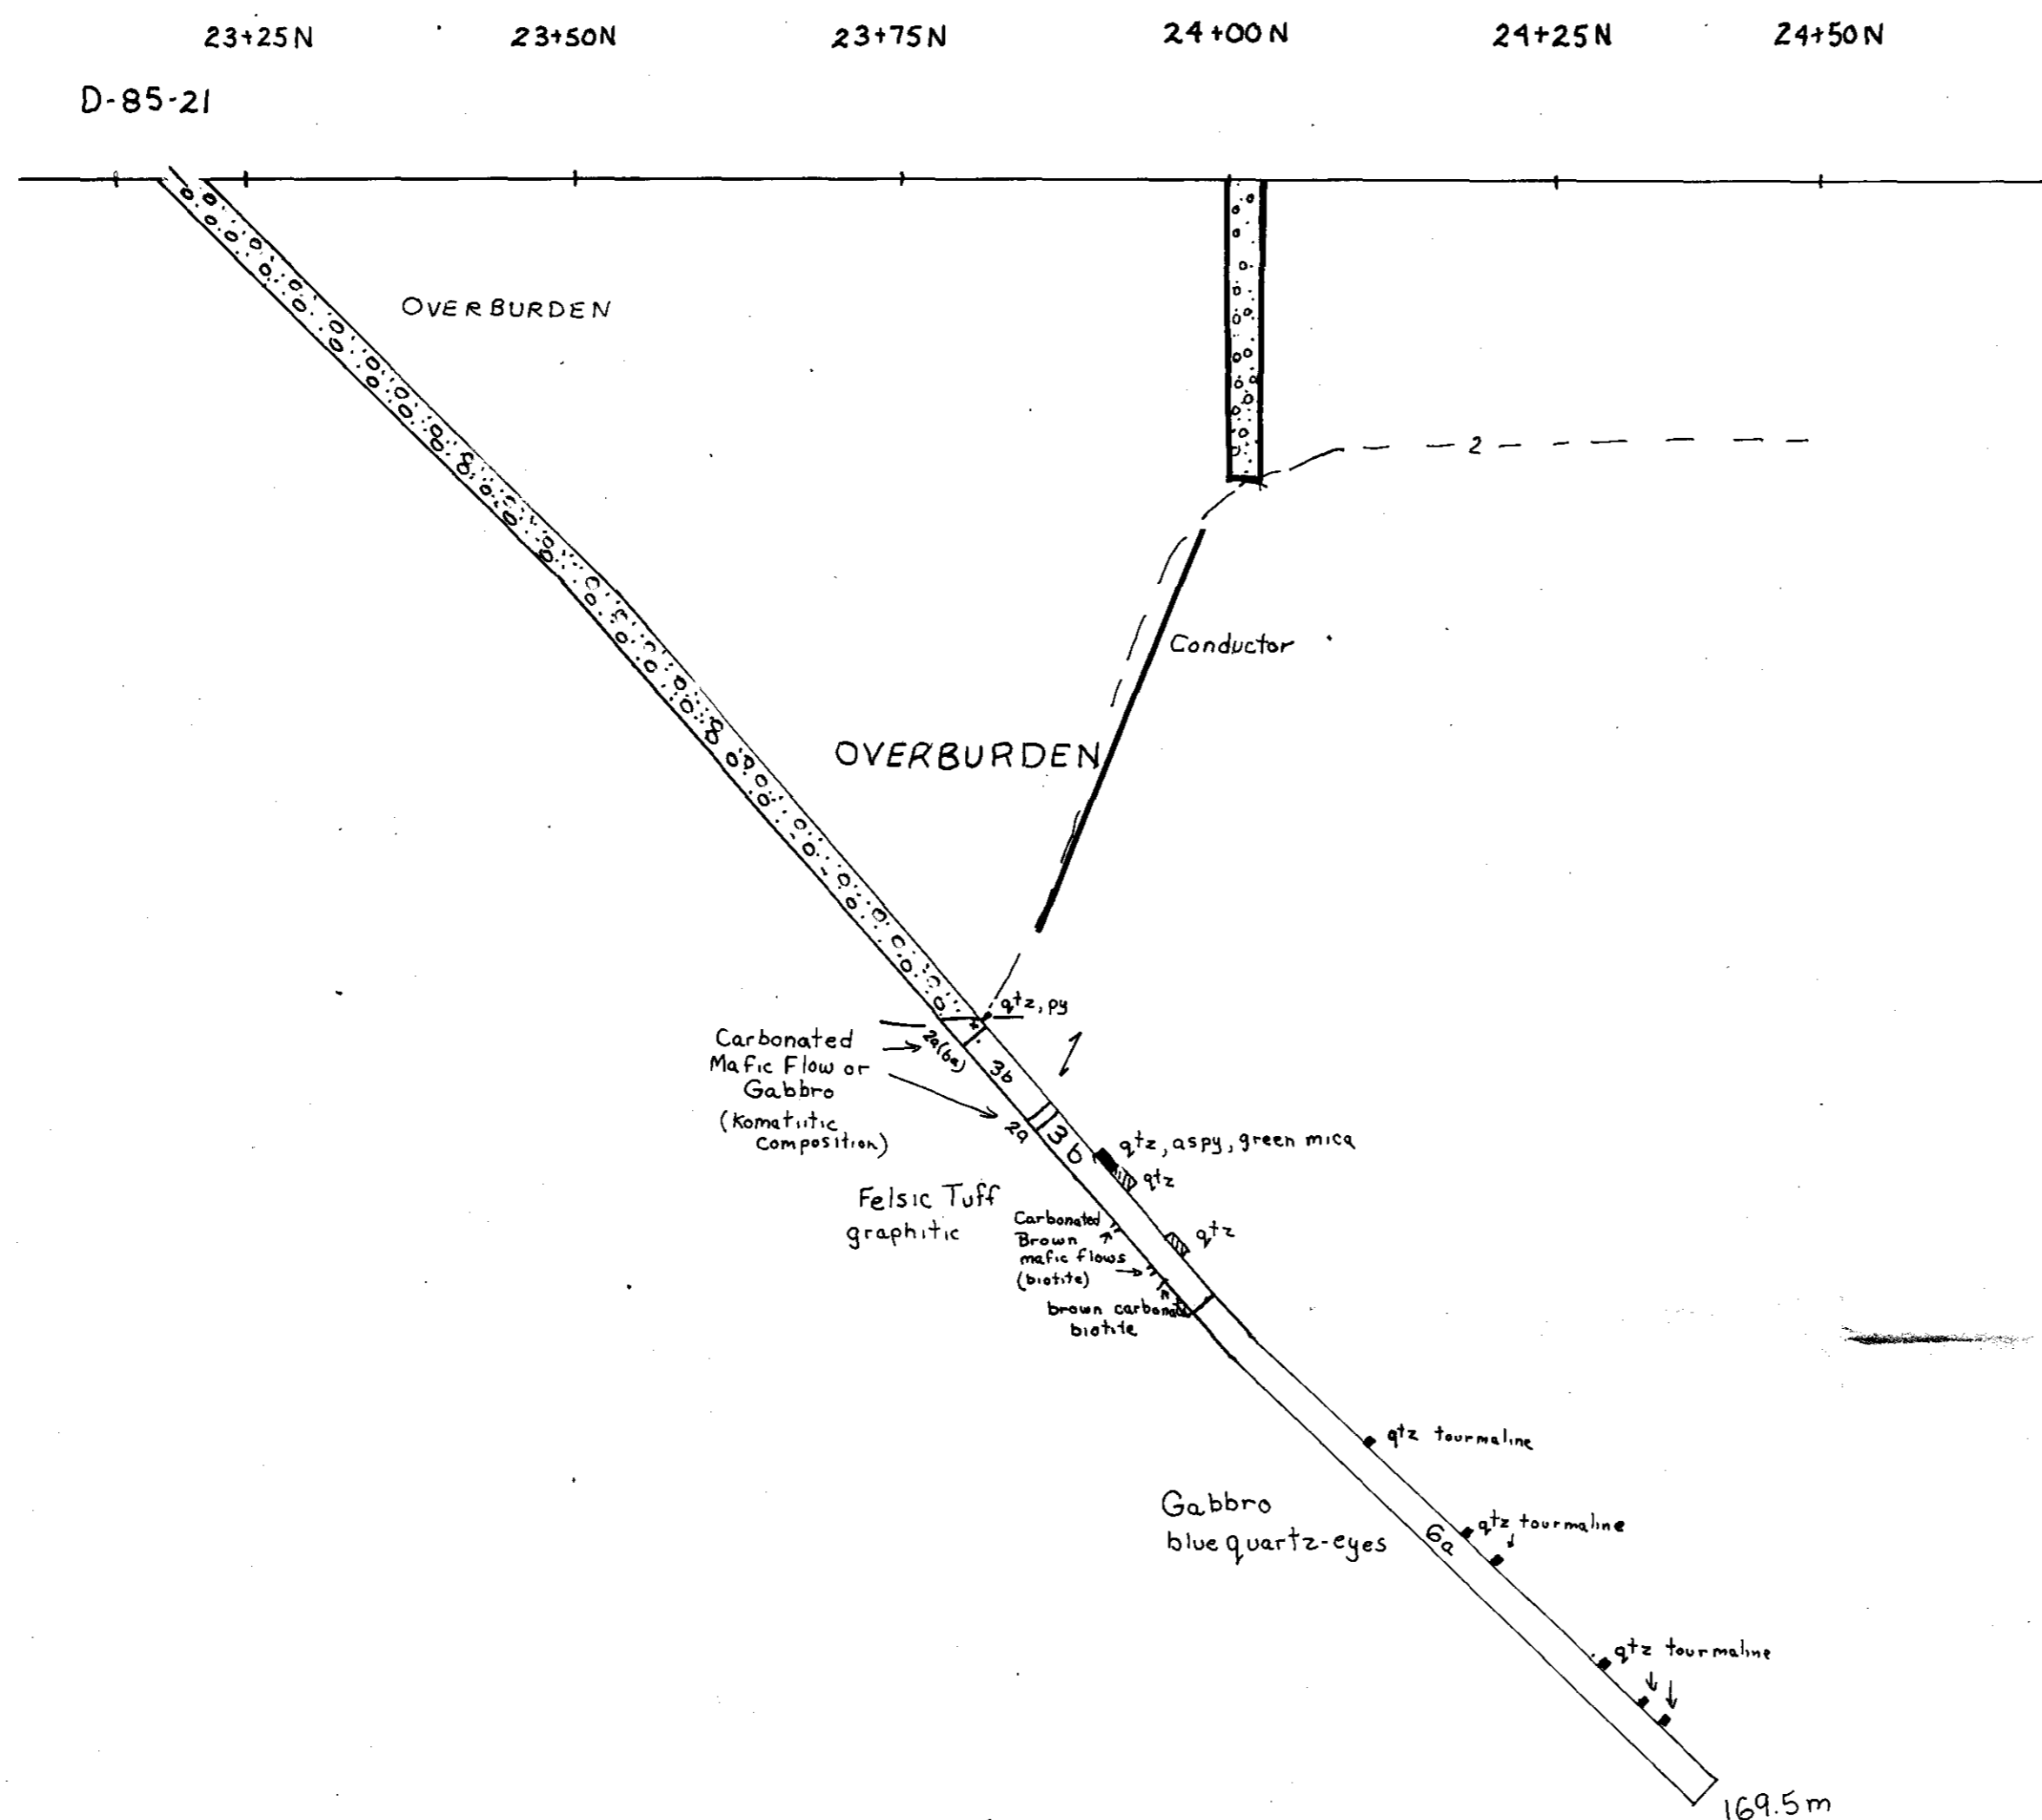 23+25N 23+50N 23+75N 24+00N 24+25N 24+50N
D-85-21
OVERBURDEN
2
Conductor
OVERBURDEN
qtz, py
Carbonated
Mafic Flow or
Gabbro
(Komatiitic
Composition)
2a(6a)
3b
2a
3b
qtz, aspy, green mica
qtz
Felsic Tuff
graphitic
qtz
Carbonated
Brown
mafic flows
(biotite)
brown carbonate
biotite
qtz tourmaline
Gabbro
blue quartz-eyes
6a
qtz tourmaline
qtz tourmaline
169.5m